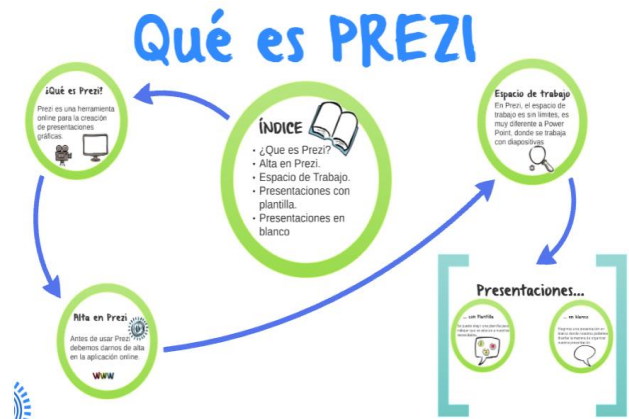 Qué es PREZI
¿Qué es Prezi?
Prezi es una herramienta
online para la creación
de presentaciones
gráficas
ÍNDICE
• ¿Que es Prezi?
• Alta en Prezi.
• Espacio de Trabajo.
• Presentaciones con
plantilla.
• Presentaciones en
blanco
Espacio de trabajo
En Prezi, el espacio de
trabajo es sin límites, es
muy diferente a Power
Point, donde se trabaja
con diapositivas
Alta en Prezi
Antes de usar Prezi
debemos darnos de alta
en la aplicación online
WWW
Presentaciones...
... con Plantilla
... en blanco